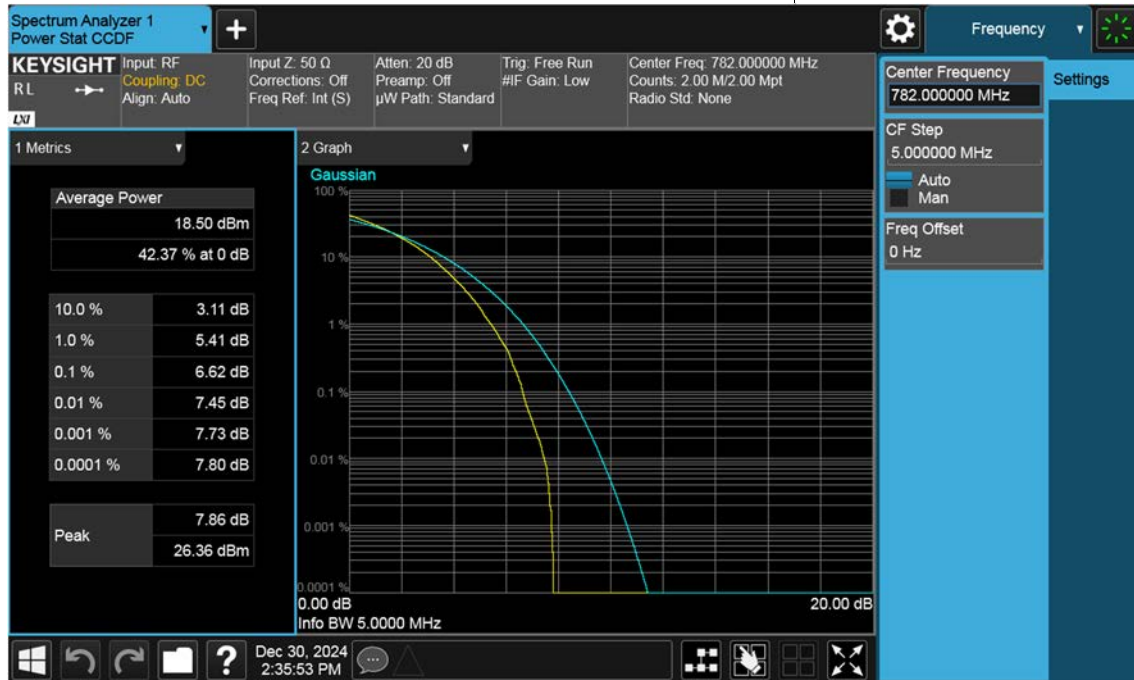 Spectrum Analyzer 1
Power Stat CCDF
Frequency
KEYSIGHT
RL
LXI
Input: RF
Coupling: DC
Align: Auto
Input Z: 50 Ω
Corrections: Off
Freq Ref: Int (S)
Atten: 20 dB
Preamp: Off
µW Path: Standard
Trig: Free Run
#IF Gain: Low
Center Freq: 782.000000 MHz
Counts: 2.00 M/2.00 Mpt
Radio Std: None
Center Frequency
782.000000 MHz
Settings
CF Step
5.000000 MHz
Auto
Man
Freq Offset
0 Hz
1 Metrics
Average Power
18.50 dBm
42.37 % at 0 dB
10.0 % 3.11 dB
1.0 % 5.41 dB
0.1 % 6.62 dB
0.01 % 7.45 dB
0.001 % 7.73 dB
0.0001 % 7.80 dB
Peak
7.86 dB
26.36 dBm
2 Graph
Gaussian
100 %
10 %
1 %
0.1 %
0.01 %
0.001 %
0.0001 %
0.00 dB 20.00 dB
Info BW 5.0000 MHz
?
Dec 30, 2024
2:35:53 PM